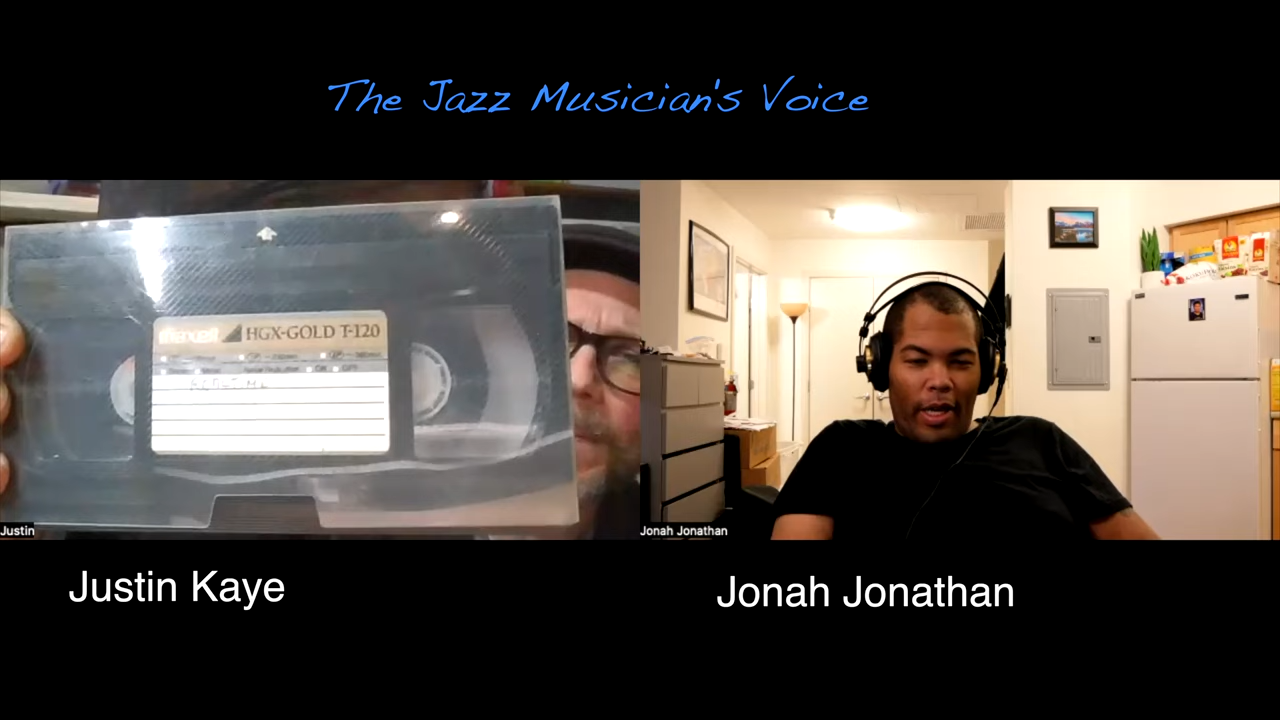 The Jazz Musician's Voice
maxell HGX-GOLD T-120
Justin
Jonah Jonathan
Justin Kaye
Jonah Jonathan